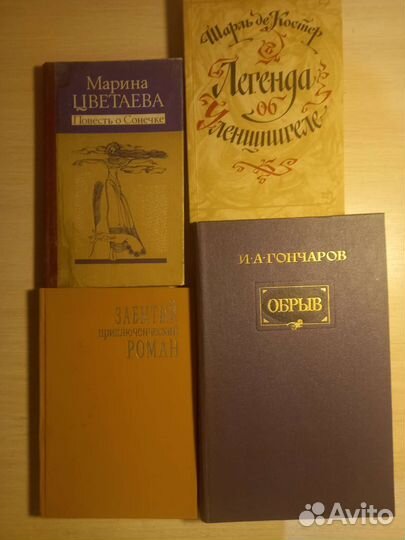 Марина
ЦВЕТАЕВА
Повесть о Сонечке
Шарль де Костер
Легенда
об
Уленшпигеле
ЗАБЫТЫЙ
приключенческий
РОМАН
И·А·ГОНЧАРОВ
ОБРЫВ
Avito